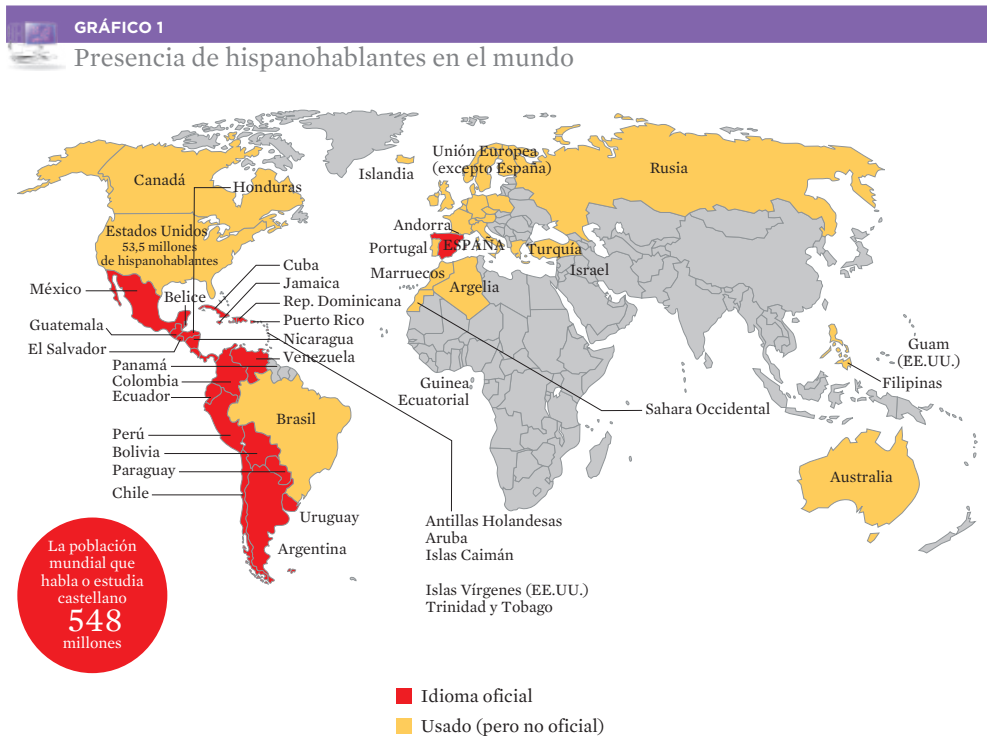 GRÁFICO 1
Presencia de hispanohablantes en el mundo
Unión Europea
(excepto España)
Islandia
Rusia
Canadá
Honduras
Estados Unidos
53,5 millones
de hispanohablantes
Andorra
Portugal
ESPAÑA
Turquía
Israel
Marruecos
Argelia
México
Belice
Cuba
Jamaica
Rep. Dominicana
Puerto Rico
Guatemala
Nicaragua
El Salvador
Venezuela
Panamá
Colombia
Ecuador
Guinea
Ecuatorial
Guam
(EE.UU.)
Filipinas
Sahara Occidental
Brasil
Perú
Bolivia
Paraguay
Chile
Uruguay
Argentina
Australia
Antillas Holandesas
Aruba
Islas Caimán
Islas Vírgenes (EE.UU.)
Trinidad y Tobago
La población
mundial que
habla o estudia
castellano
548
millones
Idioma oficial
Usado (pero no oficial)